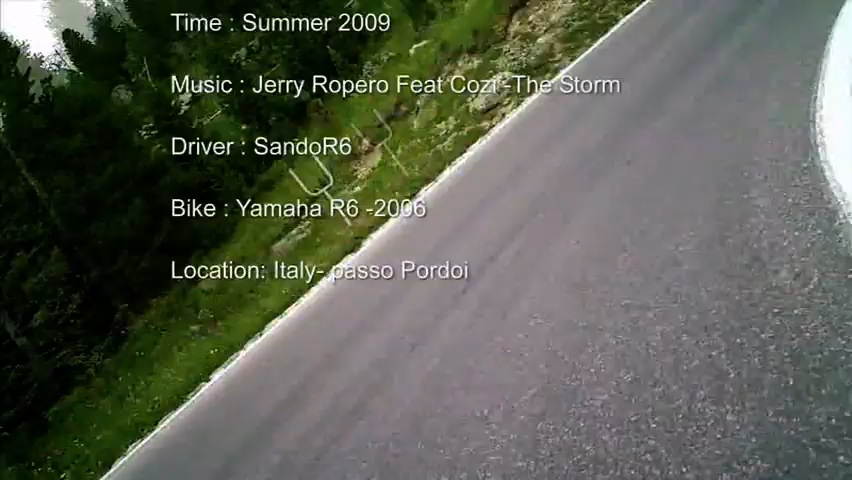 Time : Summer 2009
Music : Jerry Ropero Feat Cozi -The Storm
Driver : SandoR6
Bike : Yamaha R6 -2006
Location: Italy- passo Pordoi